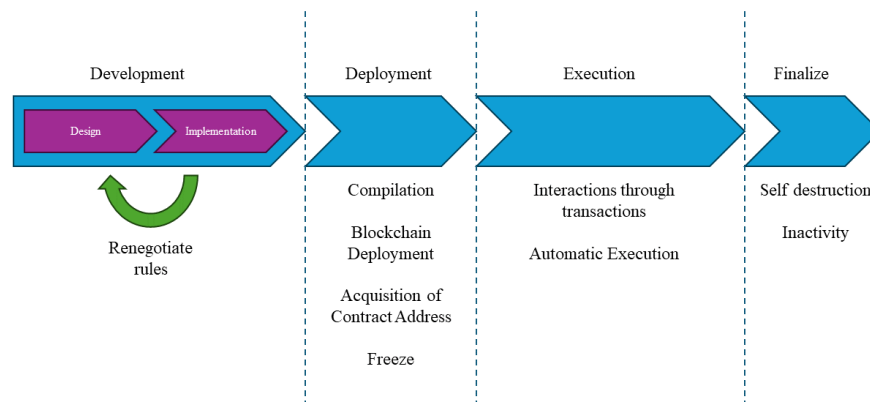 Development
Design
Implementation
Renegotiate
rules
Deployment
Compilation
Blockchain
Deployment
Acquisition of
Contract Address
Freeze
Execution
Interactions through
transactions
Automatic Execution
Finalize
Self destruction
Inactivity